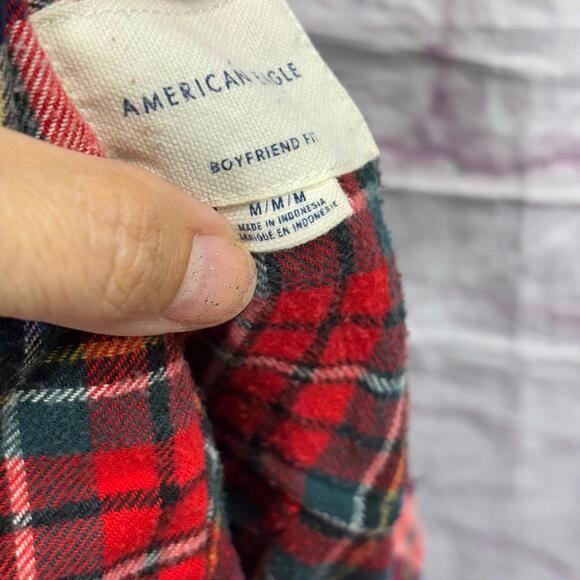 AMERICAN EAGLE
BOYFRIEND FIT
M/M/M
MADE IN INDONESIA
FABRIQUÉ EN INDONÉSIE